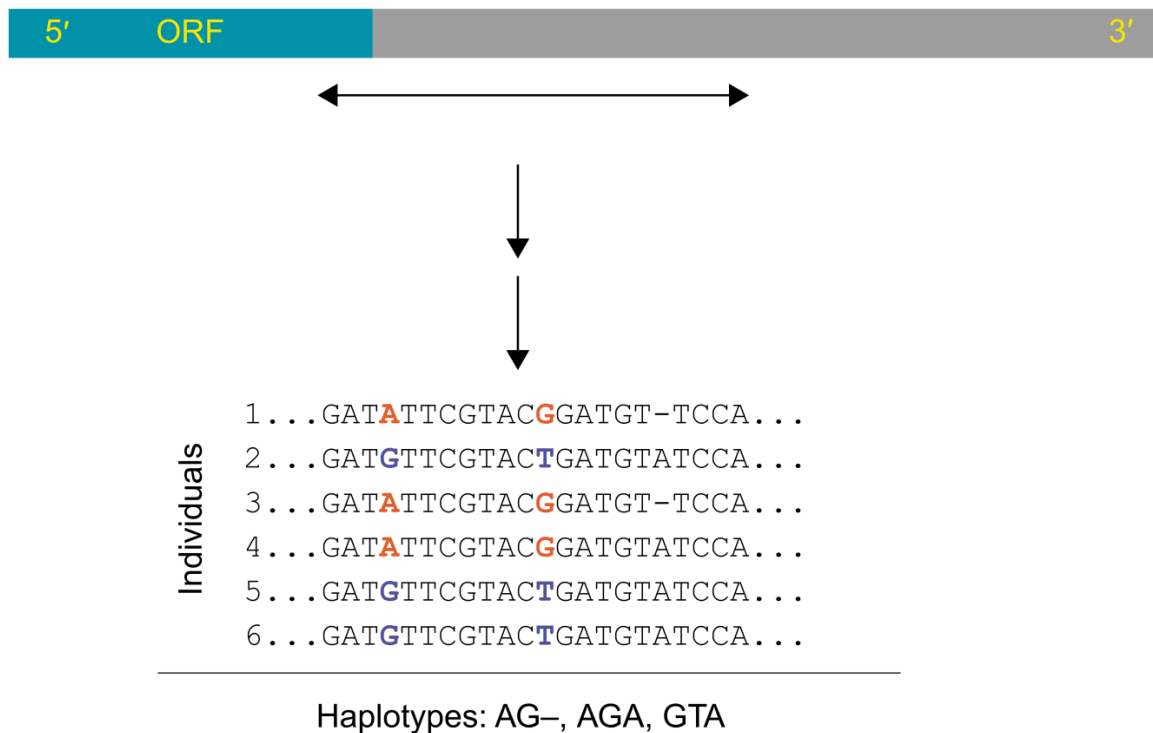 5′ ORF 3′
Individuals
1...GATATTCGTACGGATGT-TCCA...
2...GATGTTCGTACTGATGTATCCA...
3...GATATTCGTACGGATGT-TCCA...
4...GATATTCGTACGGATGTATCCA...
5...GATGTTCGTACTGATGTATCCA...
6...GATGTTCGTACTGATGTATCCA...
Haplotypes: AG–, AGA, GTA